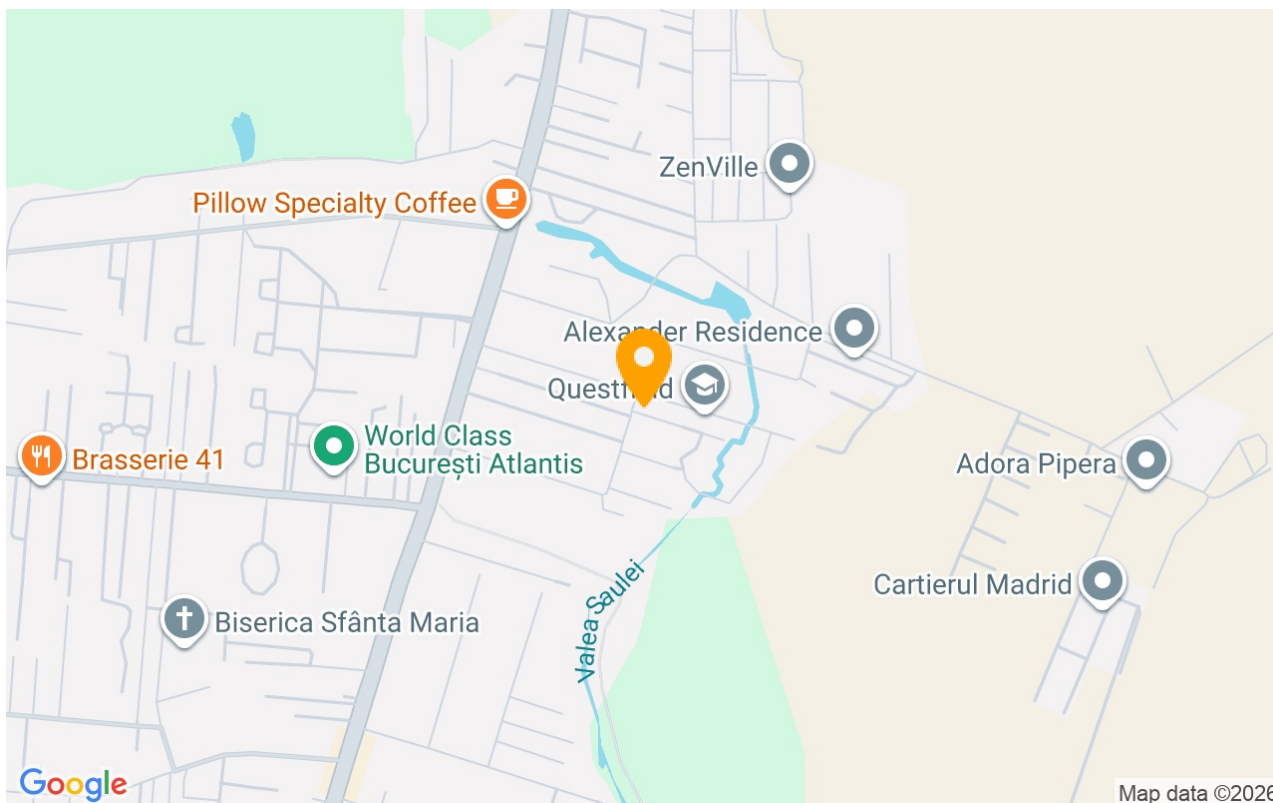 ZenVille
Pillow Specialty Coffee
Alexander Residence
World Class
București Atlantis
Brasserie 41
Adora Pipera
Cartierul Madrid
Valea Saulei
Biserica Sfânta Maria
Google
Map data ©2026